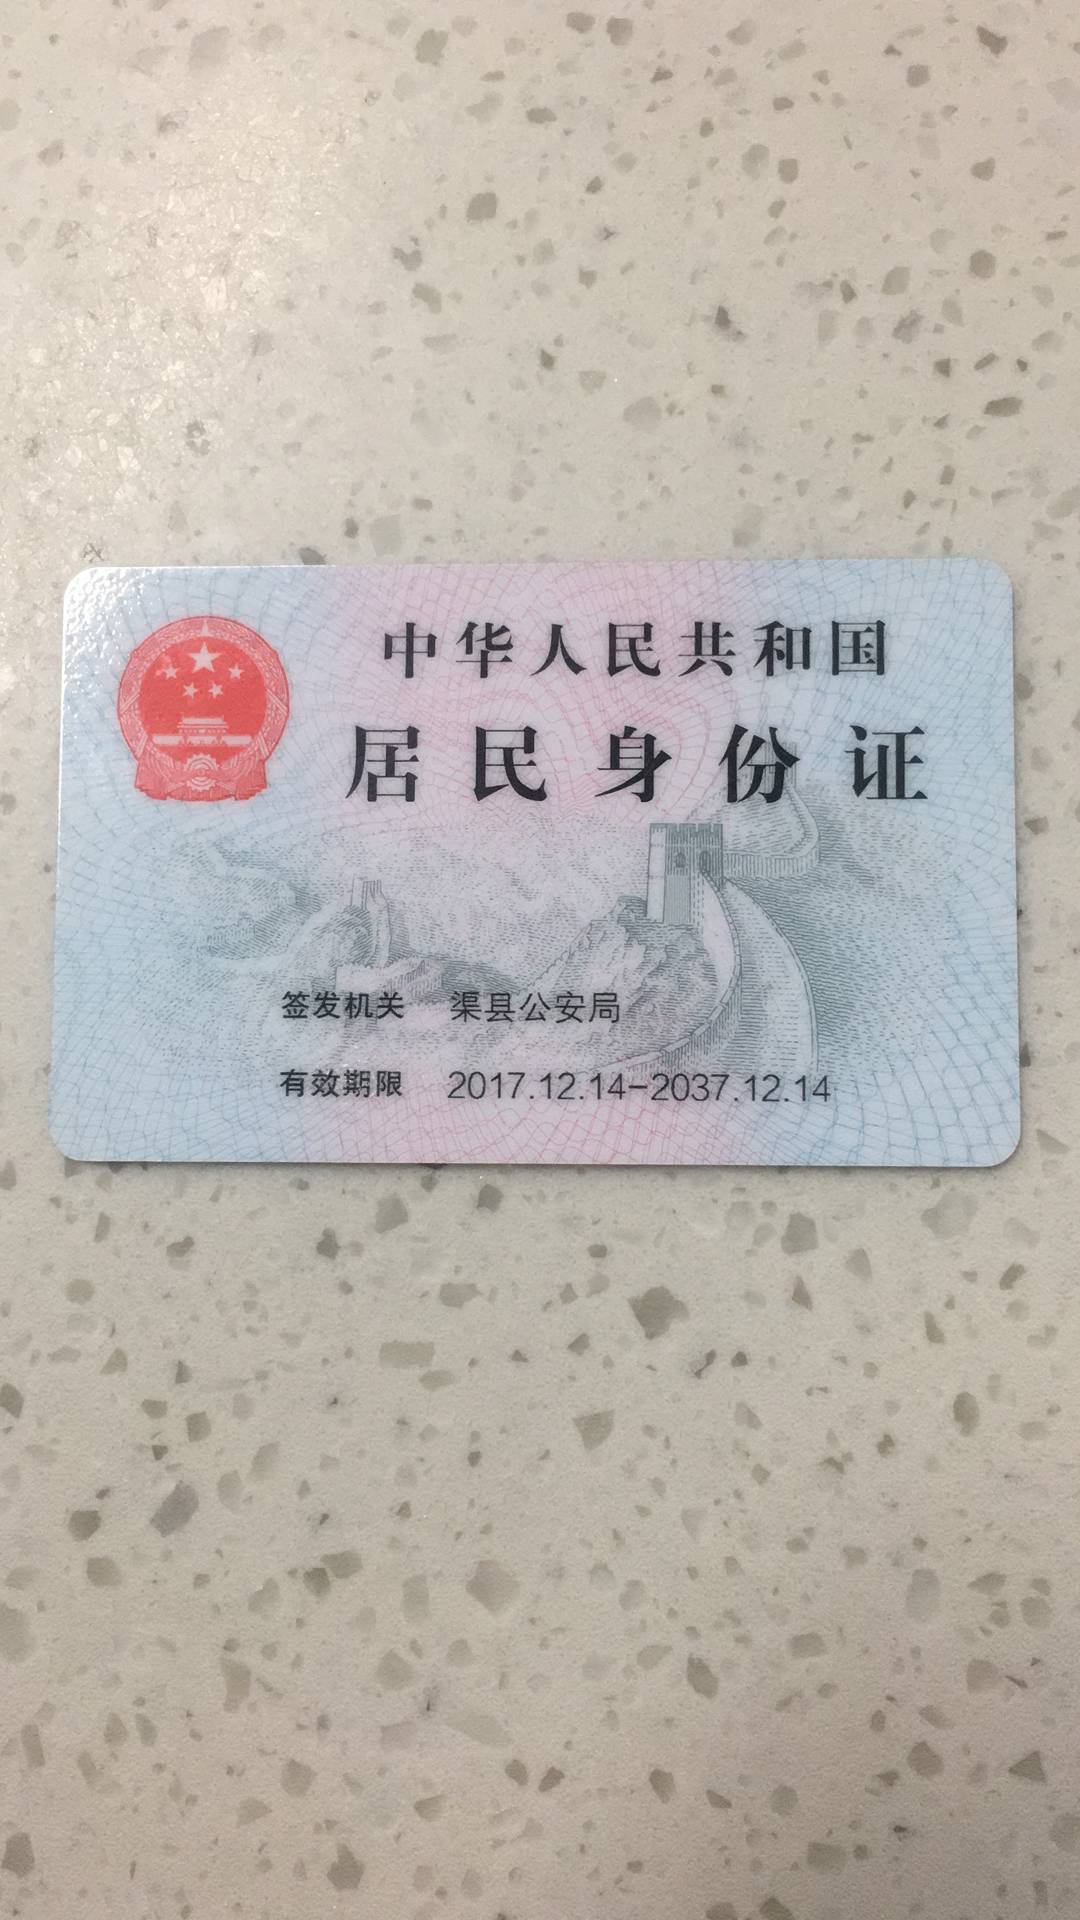 中华人民共和国
居民身份证
签发机关 渠县公安局
有效期限 2017.12.14-2037.12.14